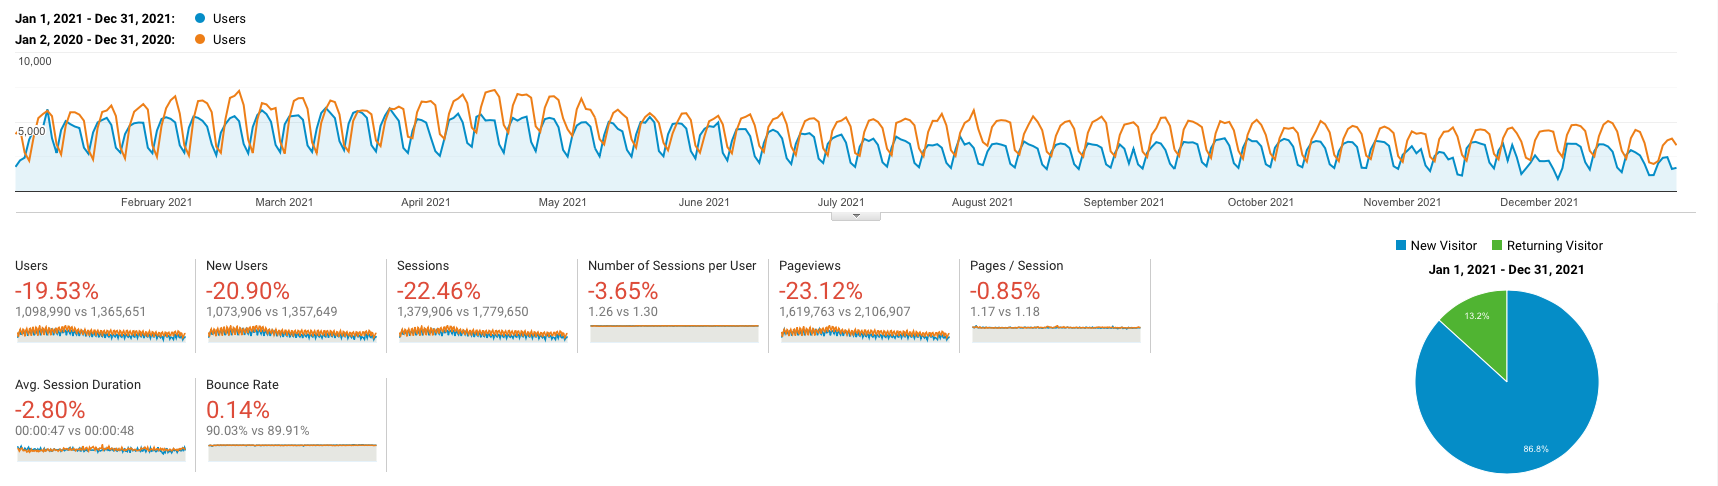 Jan 1, 2021 - Dec 31, 2021: Users
Jan 2, 2020 - Dec 31, 2020: Users
10,000
5,000
February 2021 March 2021 April 2021 May 2021 June 2021 July 2021 August 2021 September 2021 October 2021 November 2021 December 2021
Users
-19.53%
1,098,990 vs 1,365,651
New Users
-20.90%
1,073,906 vs 1,357,649
Sessions
-22.46%
1,379,906 vs 1,779,650
Number of Sessions per User
-3.65%
1.26 vs 1.30
Pageviews
-23.12%
1,619,763 vs 2,106,907
Pages / Session
-0.85%
1.17 vs 1.18
Avg. Session Duration
-2.80%
00:00:47 vs 00:00:48
Bounce Rate
0.14%
90.03% vs 89.91%
New Visitor Returning Visitor
Jan 1, 2021 - Dec 31, 2021
13.2%
86.8%